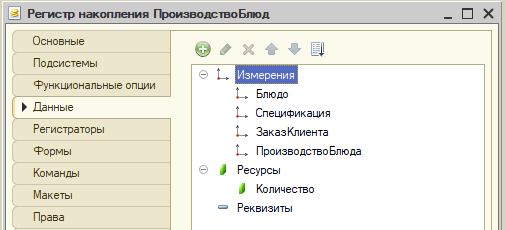 Регистр накопления ПроизводствоБлюд
Основные
Подсистемы
Функциональные опции
Данные
Регистраторы
Формы
Команды
Макеты
Права
Измерения
Блюдо
Спецификация
ЗаказКлиента
ПроизводствоБлюда
Ресурсы
Количество
Реквизиты